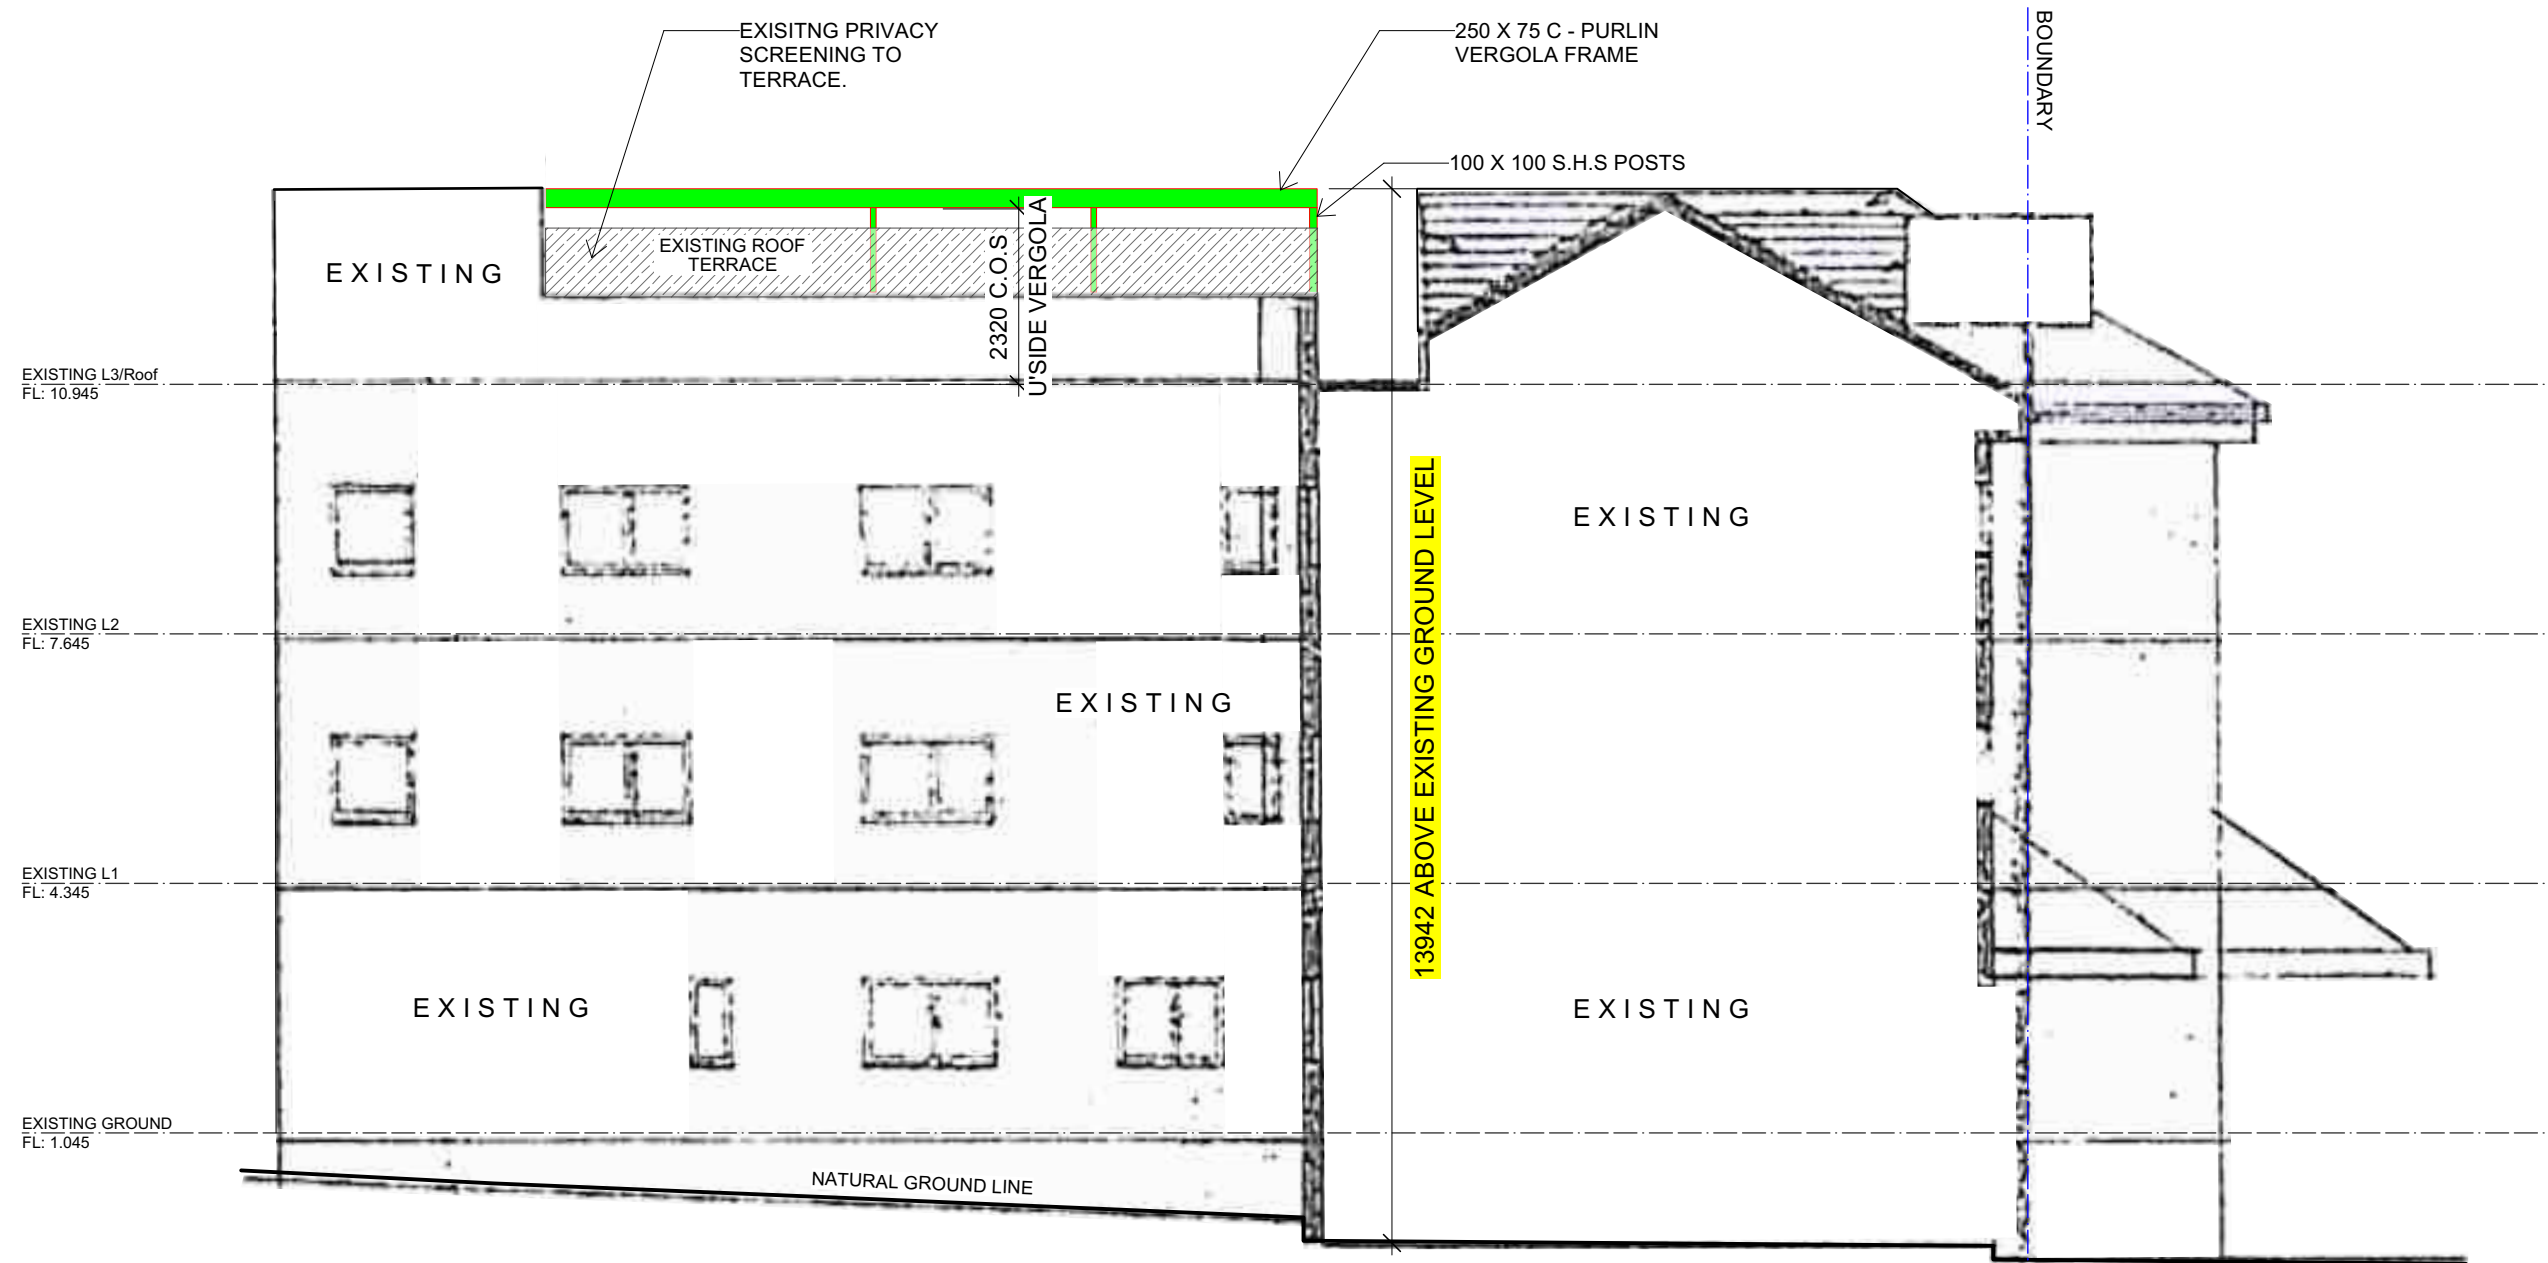 EXISITNG PRIVACY
SCREENING TO
TERRACE.
250 X 75 C - PURLIN
VERGOLA FRAME
BOUNDARY
100 X 100 S.H.S POSTS
EXISTING
EXISTING ROOF
TERRACE
2320 C.O.S
U'SIDE VERGOLA
EXISTING L3/Roof
FL: 10.945
13942 ABOVE EXISTING GROUND LEVEL
EXISTING
EXISTING L2
FL: 7.645
EXISTING
EXISTING L1
FL: 4.345
EXISTING
EXISTING
EXISTING GROUND
FL: 1.045
NATURAL GROUND LINE